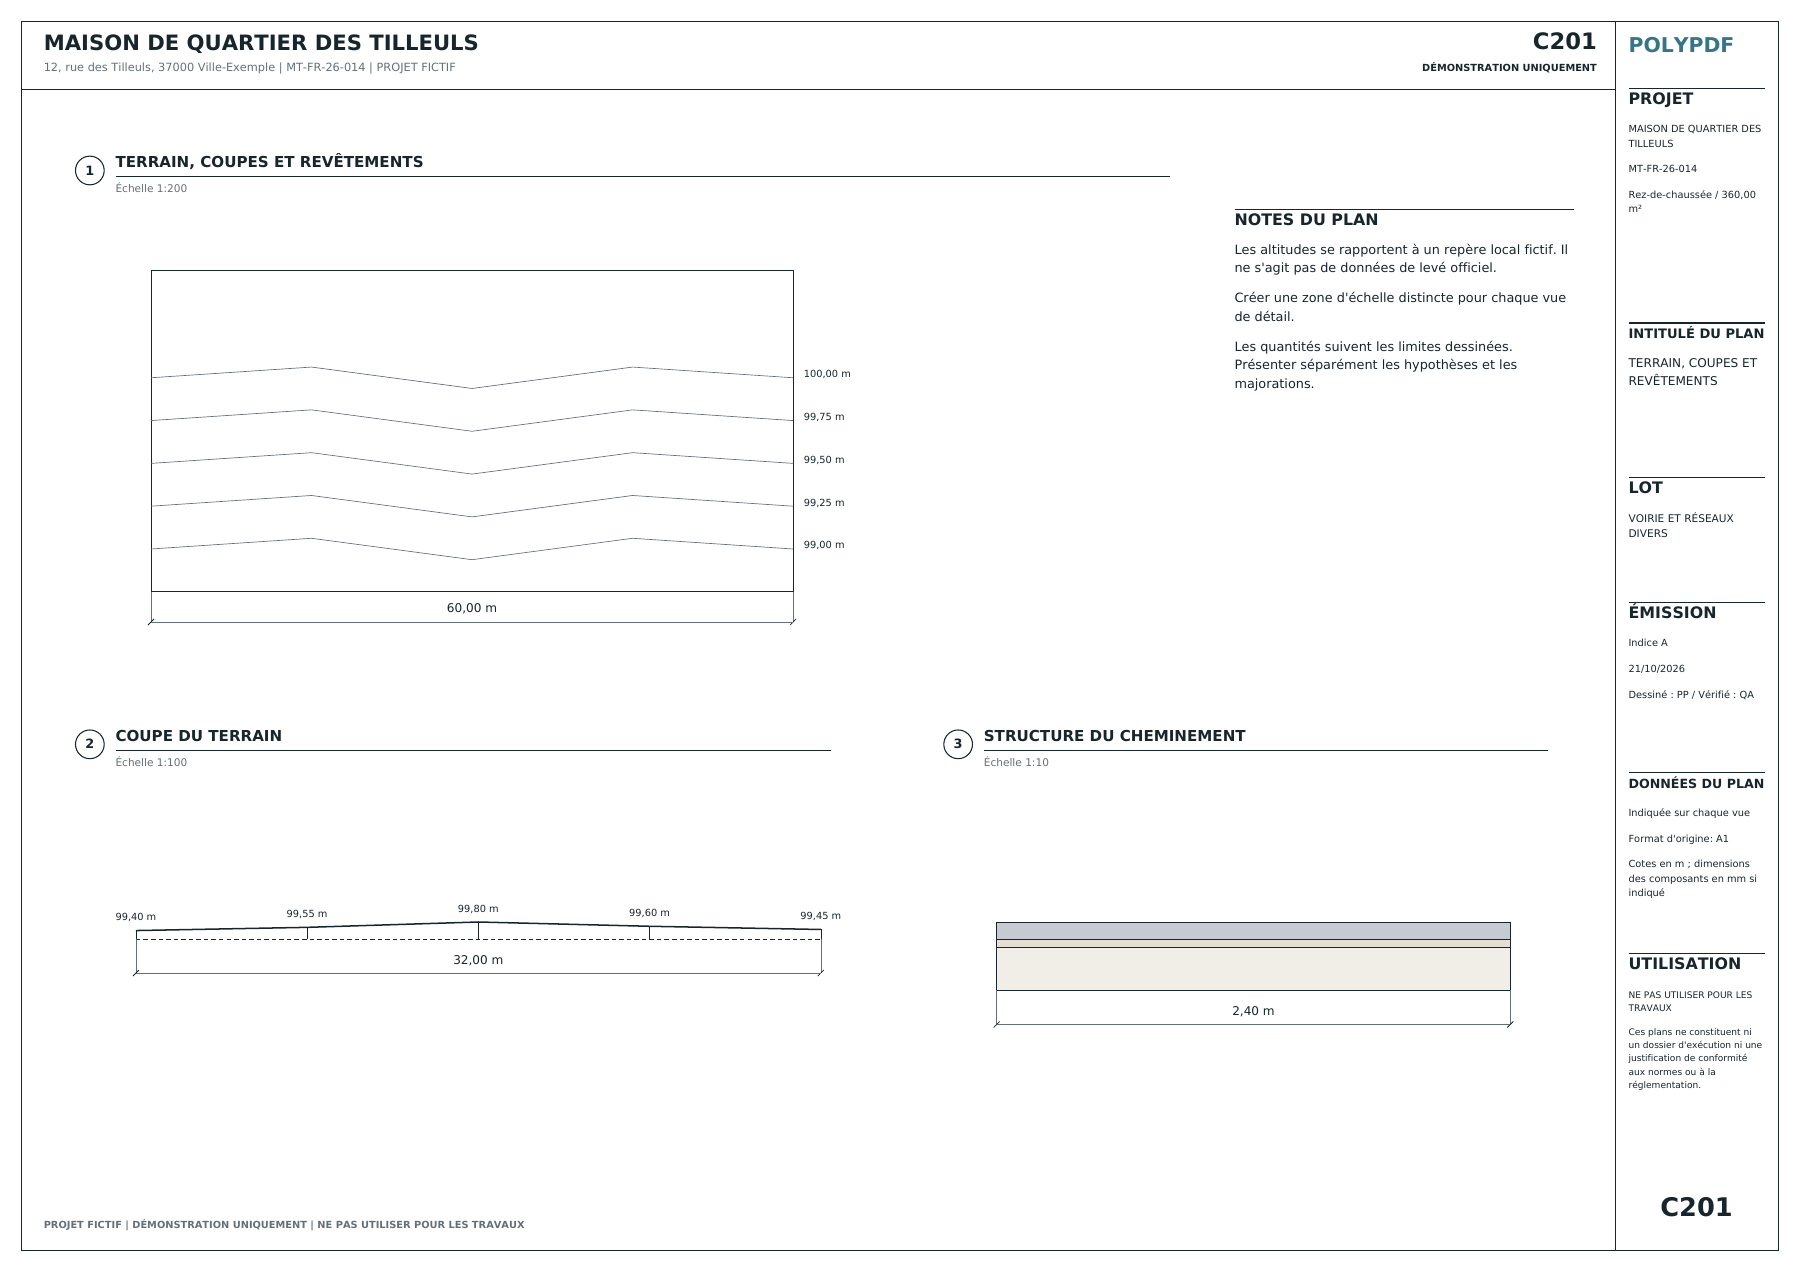 MAISON DE QUARTIER DES TILLEULS
12, rue des Tilleuls, 37000 Ville-Exemple | MT-FR-26-014 | PROJET FICTIF
C201
DÉMONSTRATION UNIQUEMENT
1
TERRAIN, COUPES ET REVÊTEMENTS
Échelle 1:200
100,00 m
99,75 m
99,50 m
99,25 m
99,00 m
60,00 m
NOTES DU PLAN
Les altitudes se rapportent à un repère local fictif. Il
ne s'agit pas de données de levé officiel.
Créer une zone d'échelle distincte pour chaque vue
de détail.
Les quantités suivent les limites dessinées.
Présenter séparément les hypothèses et les
majorations.
2
COUPE DU TERRAIN
Échelle 1:100
99,40 m
99,55 m
99,80 m
99,60 m
99,45 m
32,00 m
3
STRUCTURE DU CHEMINEMENT
Échelle 1:10
2,40 m
PROJET FICTIF | DÉMONSTRATION UNIQUEMENT | NE PAS UTILISER POUR LES TRAVAUX
POLYPDF
PROJET
MAISON DE QUARTIER DES
TILLEULS
MT-FR-26-014
Rez-de-chaussée / 360,00
m²
INTITULÉ DU PLAN
TERRAIN, COUPES ET
REVÊTEMENTS
LOT
VOIRIE ET RÉSEAUX
DIVERS
ÉMISSION
Indice A
21/10/2026
Dessiné : PP / Vérifié : QA
DONNÉES DU PLAN
Indiquée sur chaque vue
Format d'origine: A1
Cotes en m ; dimensions
des composants en mm si
indiqué
UTILISATION
NE PAS UTILISER POUR LES
TRAVAUX
Ces plans ne constituent ni
un dossier d'exécution ni une
justification de conformité
aux normes ou à la
réglementation.
C201